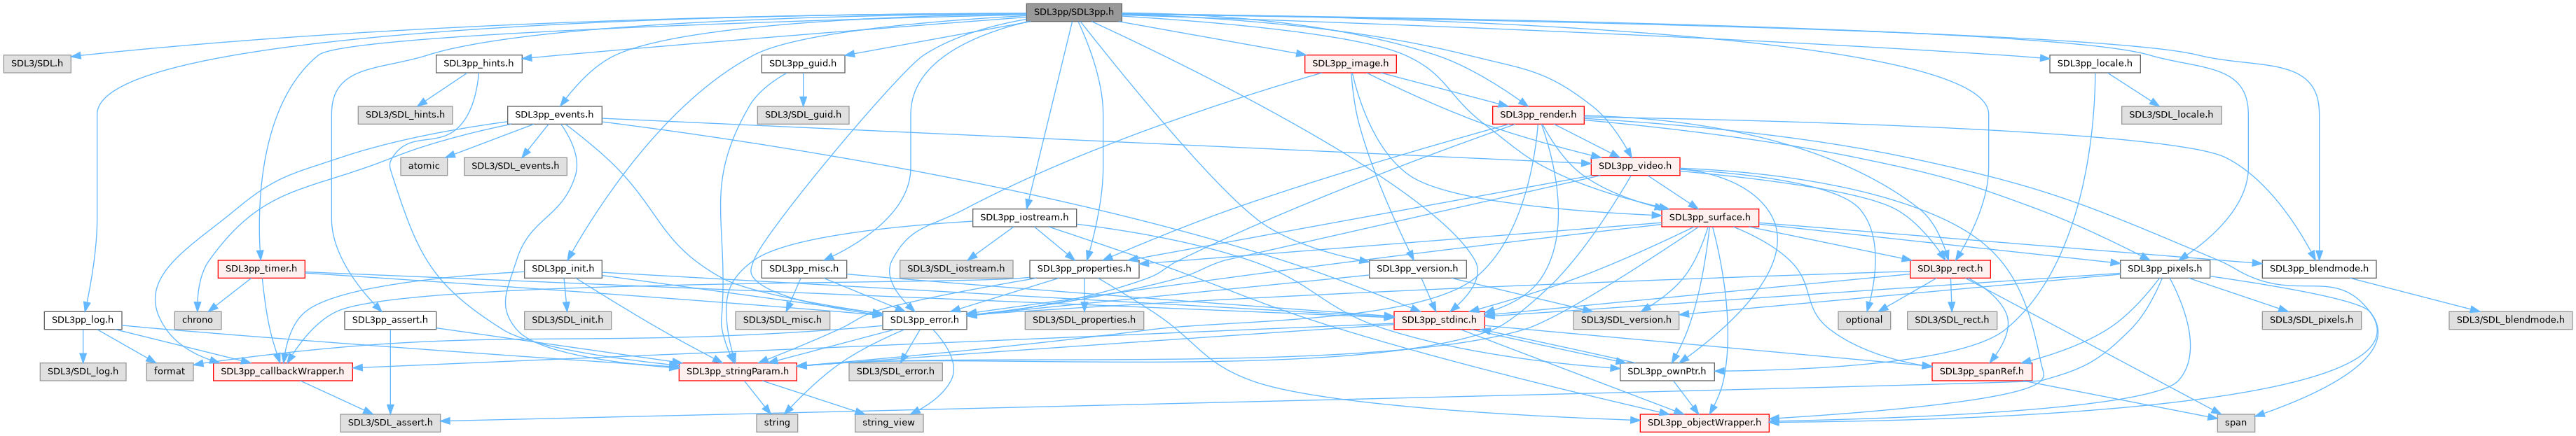 SDL3pp/SDL3pp.h
SDL3/SDL.h
SDL3pp_hints.h
SDL3pp_guid.h
SDL3pp_image.h
SDL3pp_locale.h
SDL3/SDL_hints.h
SDL3pp_events.h
SDL3/SDL_guid.h
SDL3pp_render.h
SDL3/SDL_locale.h
atomic
SDL3/SDL_events.h
SDL3pp_video.h
SDL3pp_iostream.h
SDL3pp_surface.h
SDL3pp_timer.h
SDL3pp_init.h
SDL3pp_misc.h
SDL3/SDL_iostream.h
SDL3pp_properties.h
SDL3pp_version.h
SDL3pp_rect.h
SDL3pp_pixels.h
SDL3pp_blendmode.h
SDL3pp_log.h
chrono
SDL3pp_assert.h
SDL3/SDL_init.h
SDL3/SDL_misc.h
SDL3pp_error.h
SDL3/SDL_properties.h
SDL3pp_stdinc.h
SDL3/SDL_version.h
optional
SDL3/SDL_rect.h
SDL3/SDL_pixels.h
SDL3/SDL_blendmode.h
SDL3/SDL_log.h
format
SDL3pp_callbackWrapper.h
SDL3pp_stringParam.h
SDL3/SDL_error.h
SDL3pp_ownPtr.h
SDL3pp_spanRef.h
SDL3/SDL_assert.h
string
string_view
SDL3pp_objectWrapper.h
span